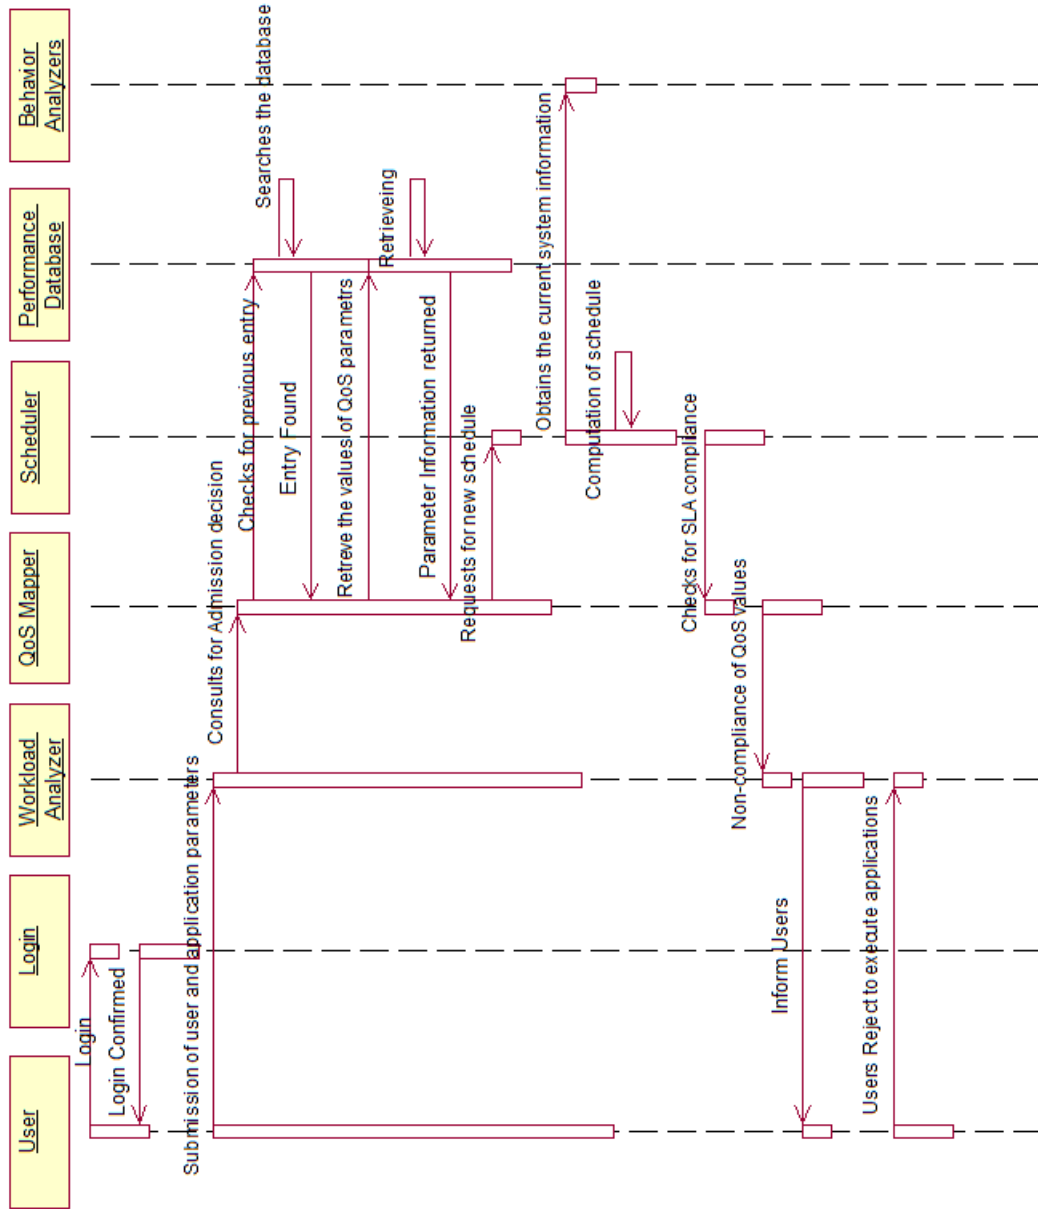 User
Login
Workload
Analyzer
QoS Mapper
Scheduler
Performance
Database
Behavior
Analyzers
Login
Login Confirmed
Submission of user and application parameters
Consults for Admission decision
Checks for previous entry
Searches the database
Entry Found
Retreve the values of QoS parametrs
Retrieveing
Parameter Information returned
Requests for new schedule
Obtains the current system information
Computation of schedule
Checks for SLA compliance
Non-compliance of QoS values
Inform Users
Users Reject to execute applications